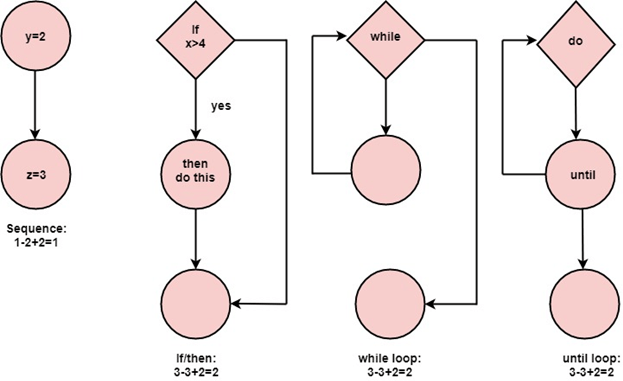 y=2
z=3
Sequence:
1-2+2=1
If
x>4
yes
then
do this
If/then:
3-3+2=2
while
while loop:
3-3+2=2
do
until
until loop:
3-3+2=2